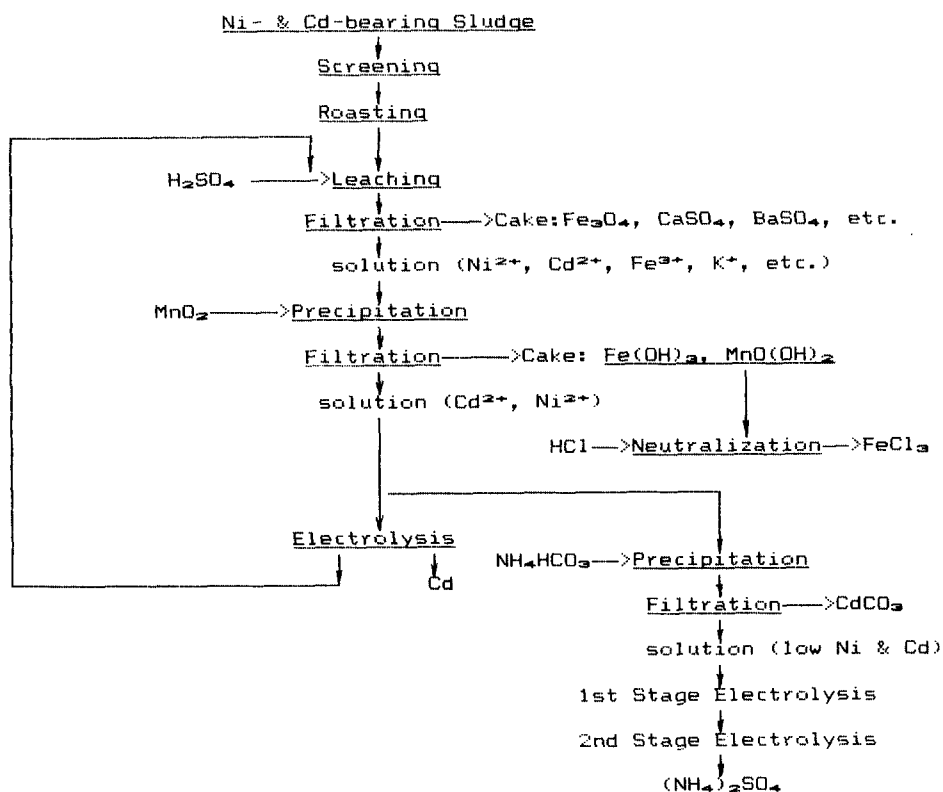 Ni- & Cd-bearing Sludge
Screening
Roasting
H₂SO₄ →Leaching
Filtration→Cake:Fe₃O₄, CaSO₄, BaSO₄, etc.
solution (Ni²⁺, Cd²⁺, Fe³⁺, K⁺, etc.)
MnO₂→Precipitation
Filtration→Cake: Fe(OH)₃, MnO(OH)₂
solution (Cd²⁺, Ni²⁺)
HCl→Neutralization→FeCl₃
Electrolysis
Cd
NH₄HCO₃→Precipitation
Filtration→CdCO₃
solution (low Ni & Cd)
1st Stage Electrolysis
2nd Stage Electrolysis
(NH₄)₂SO₄